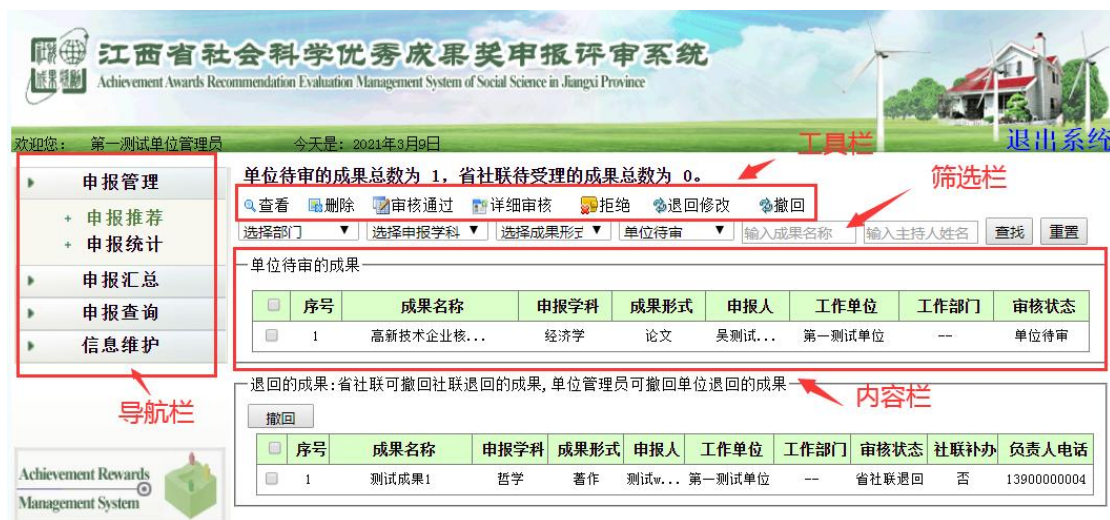 江西省社会科学优秀成果奖申报评审系统
Achievement Awards Recommendation Evaluation Management System of Social Science in Jiangxi Province
欢迎您： 第一测试单位管理员 今天是：2021年3月9日 工具栏 退出系统
申报管理
申报推荐
申报统计
申报汇总
申报查询
信息维护
导航栏
Achievement Rewards
Management System
单位待审的成果总数为 1，省社联待受理的成果总数为 0。
筛选栏
查看 删除 审核通过 详细审核 拒绝 退回修改 撤回
选择部门 选择申报学科 选择成果形式 单位待审 输入成果名称 输入主持人姓名 查找 重置
单位待审的成果
序号 成果名称 申报学科 成果形式 申报人 工作单位 工作部门 审核状态
1 高新技术企业核... 经济学 论文 吴测试... 第一测试单位 -- 单位待审
退回的成果:省社联可撤回社联退回的成果,单位管理员可撤回单位退回的成果
内容栏
撤回
序号 成果名称 申报学科 成果形式 申报人 工作单位 工作部门 审核状态 社联补办 负责人电话
1 测试成果1 哲学 著作 测试w... 第一测试单位 -- 省社联退回 否 13900000004